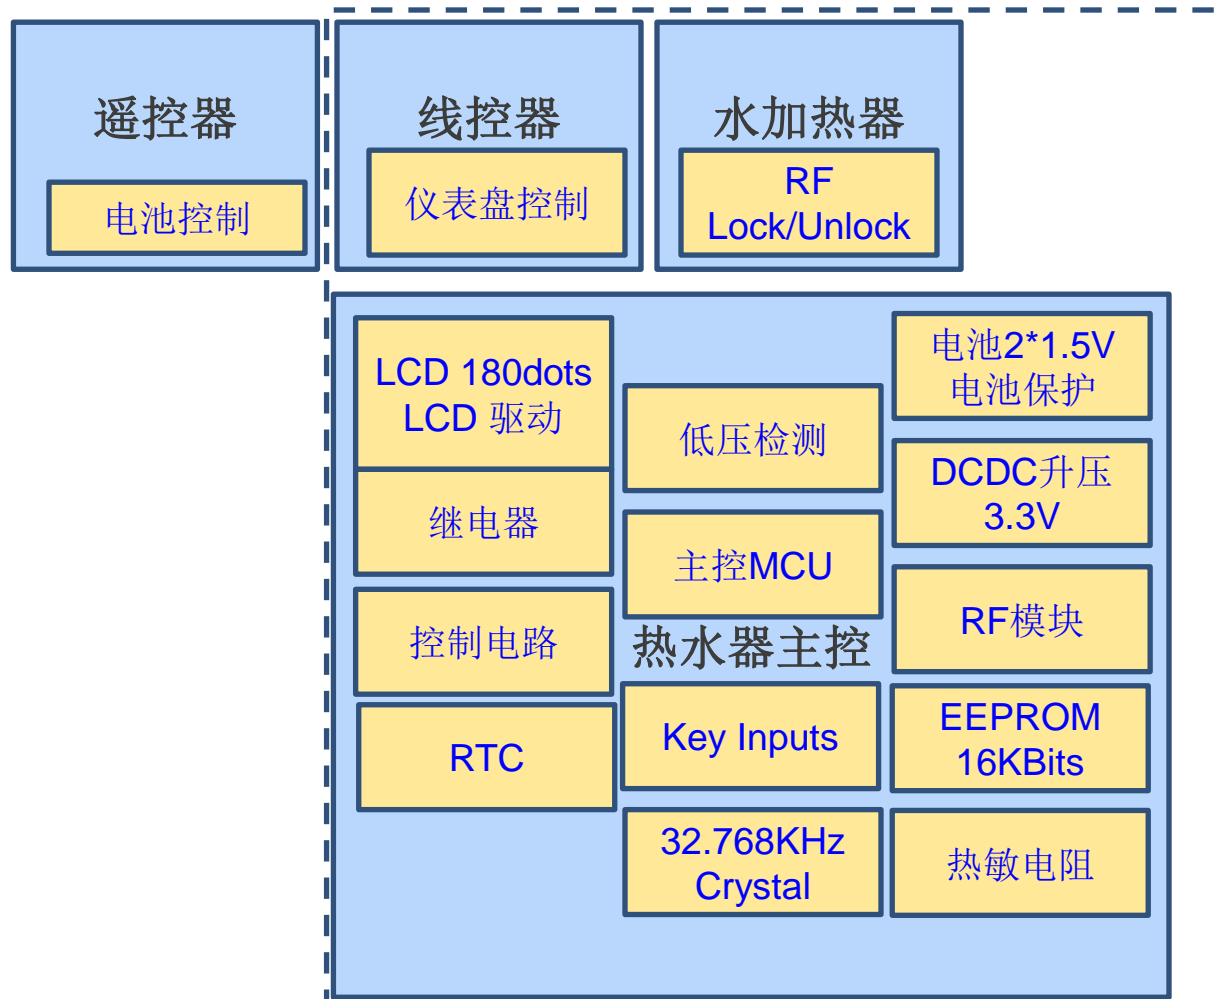 遥控器
电池控制
线控器
仪表盘控制
水加热器
RF
Lock/Unlock
LCD 180dots
LCD 驱动
继电器
控制电路
RTC
低压检测
主控MCU
热水器主控
Key Inputs
32.768KHz
Crystal
电池2*1.5V
电池保护
DCDC升压
3.3V
RF模块
EEPROM
16KBits
热敏电阻